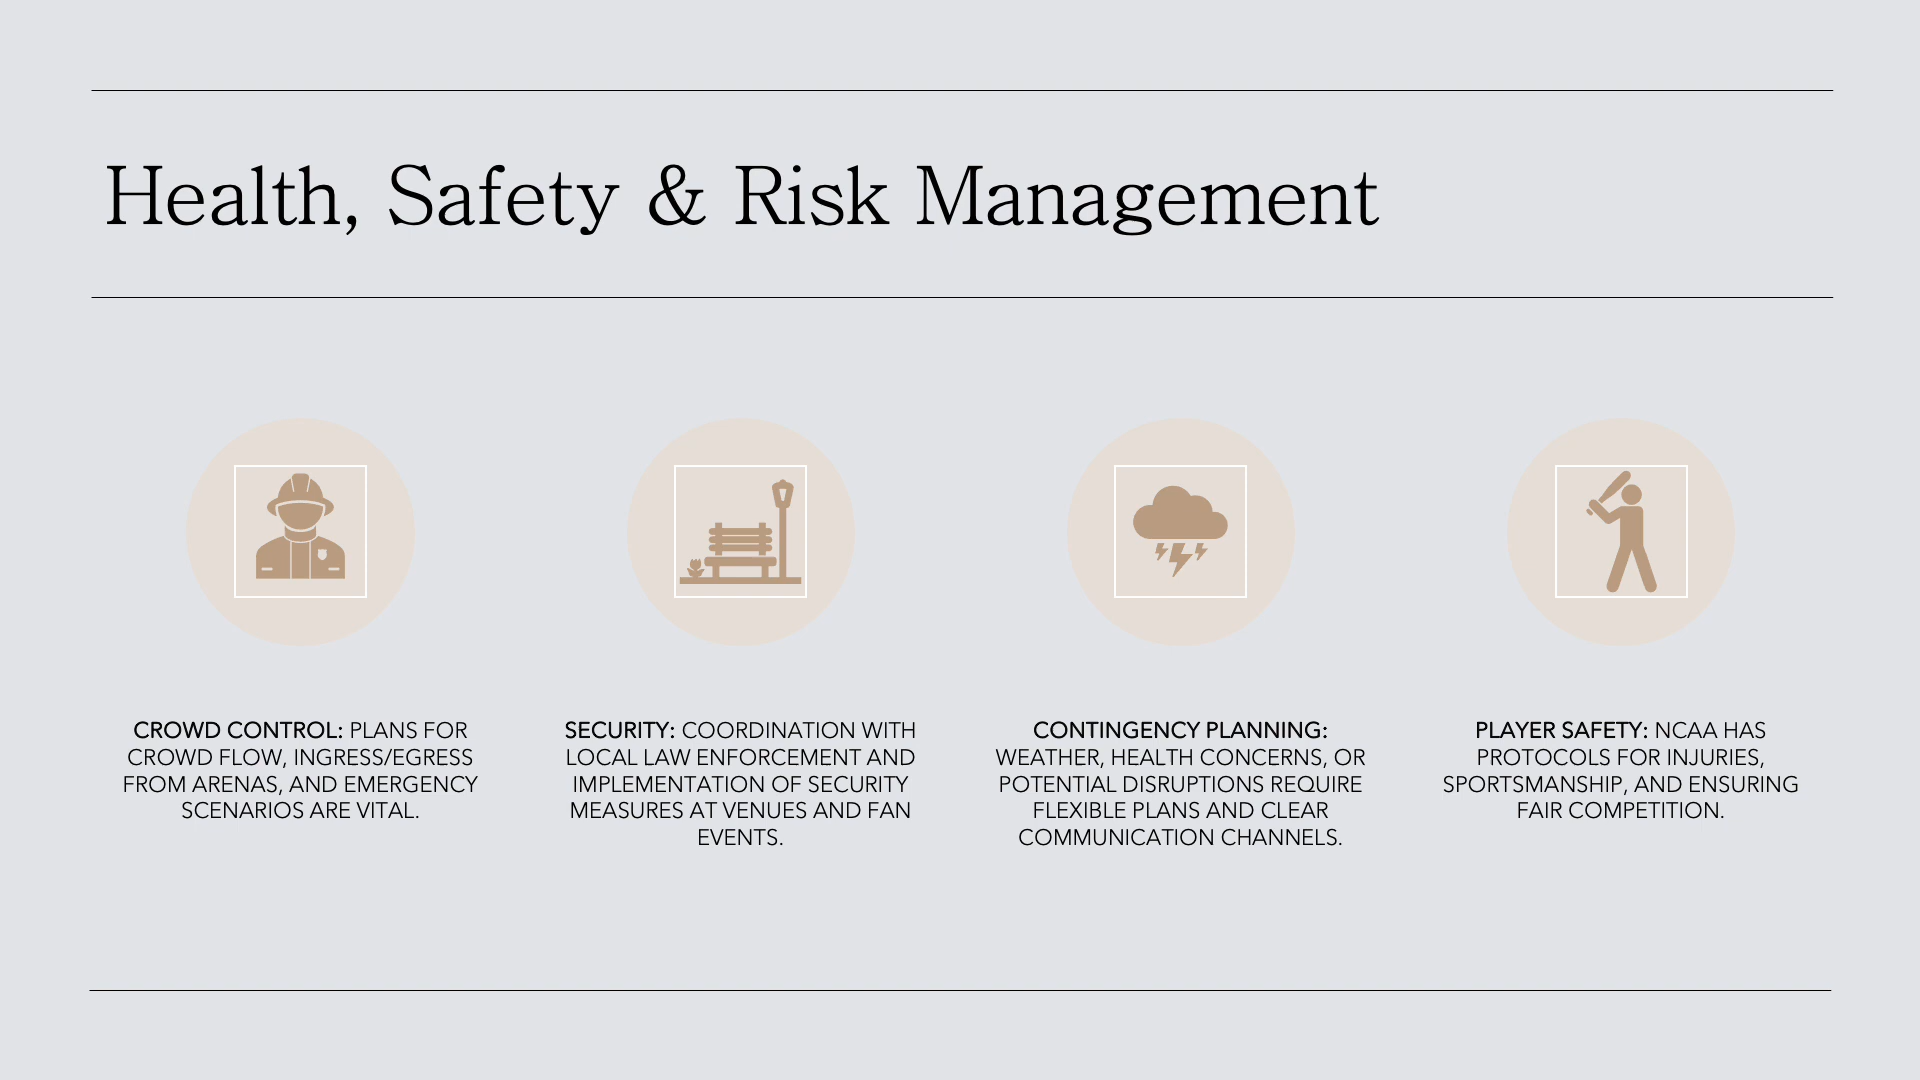 Health, Safety & Risk Management
CROWD CONTROL: PLANS FOR
CROWD FLOW, INGRESS/EGRESS
FROM ARENAS, AND EMERGENCY
SCENARIOS ARE VITAL.
SECURITY: COORDINATION WITH
LOCAL LAW ENFORCEMENT AND
IMPLEMENTATION OF SECURITY
MEASURES AT VENUES AND FAN
EVENTS.
CONTINGENCY PLANNING:
WEATHER, HEALTH CONCERNS, OR
POTENTIAL DISRUPTIONS REQUIRE
FLEXIBLE PLANS AND CLEAR
COMMUNICATION CHANNELS.
PLAYER SAFETY: NCAA HAS
PROTOCOLS FOR INJURIES,
SPORTSMANSHIP, AND ENSURING
FAIR COMPETITION.